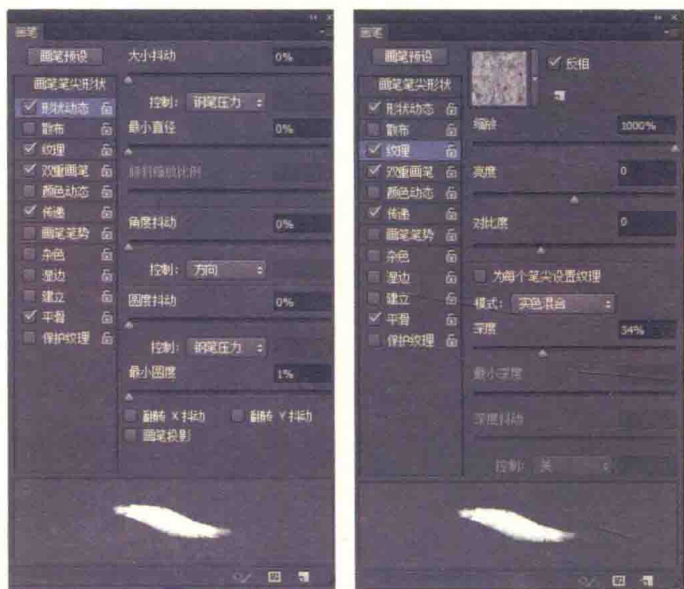 画笔
画笔预设
大小抖动 0%
画笔笔尖形状
控制: 钢笔压力
形状动态
最小直径 0%
散布
纹理
双重画笔
倾斜缩放比例
颜色动态
传递
角度抖动 0%
画笔笔势
杂色
控制: 方向
湿边
建立
圆度抖动 0%
平滑
保护纹理
控制: 钢笔压力
最小圆度 1%
翻转 X 抖动 翻转 Y 抖动
画笔投影
画笔
画笔预设
反相
画笔笔尖形状
形状动态
散布
缩放 1000%
纹理
双重画笔
亮度 0
颜色动态
传递
对比度 0
画笔笔势
杂色
湿边
为每个笔尖设置纹理
建立
模式: 实色混合
平滑
深度 34%
保护纹理
最小深度
深度抖动
控制: 关